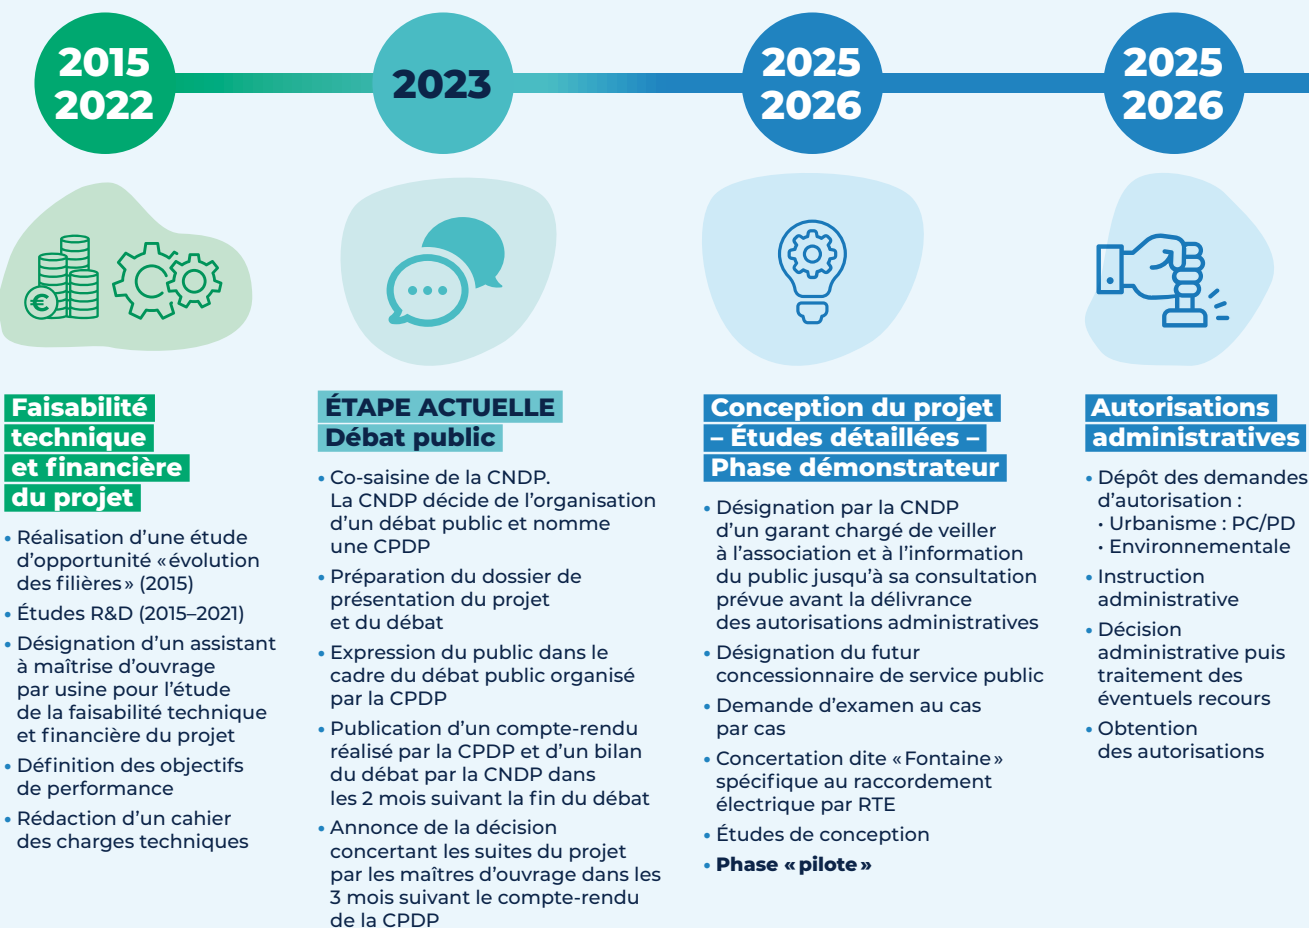 2015
2022
2023
2025
2026
2025
2026
€
Faisabilité
technique
et financière
du projet
• Réalisation d'une étude
d'opportunité «évolution
des filières» (2015)
• Études R&D (2015–2021)
• Désignation d'un assistant
à maîtrise d'ouvrage
par usine pour l'étude
de la faisabilité technique
et financière du projet
• Définition des objectifs
de performance
• Rédaction d'un cahier
des charges techniques
ÉTAPE ACTUELLE
Débat public
• Co-saisine de la CNDP.
La CNDP décide de l'organisation
d'un débat public et nomme
une CPDP
• Préparation du dossier de
présentation du projet
et du débat
• Expression du public dans le
cadre du débat public organisé
par la CPDP
• Publication d'un compte-rendu
réalisé par la CPDP et d'un bilan
du débat par la CNDP dans
les 2 mois suivant la fin du débat
• Annonce de la décision
concertant les suites du projet
par les maîtres d'ouvrage dans les
3 mois suivant le compte-rendu
de la CPDP
Conception du projet
– Études détaillées –
Phase démonstrateur
• Désignation par la CNDP
d'un garant chargé de veiller
à l'association et à l'information
du public jusqu'à sa consultation
prévue avant la délivrance
des autorisations administratives
• Désignation du futur
concessionnaire de service public
• Demande d'examen au cas
par cas
• Concertation dite «Fontaine»
spécifique au raccordement
électrique par RTE
• Études de conception
• Phase «pilote»
Autorisations
administratives
• Dépôt des demandes
d'autorisation :
• Urbanisme : PC/PD
• Environnementale
• Instruction
administrative
• Décision
administrative puis
traitement des
éventuels recours
• Obtention
des autorisations